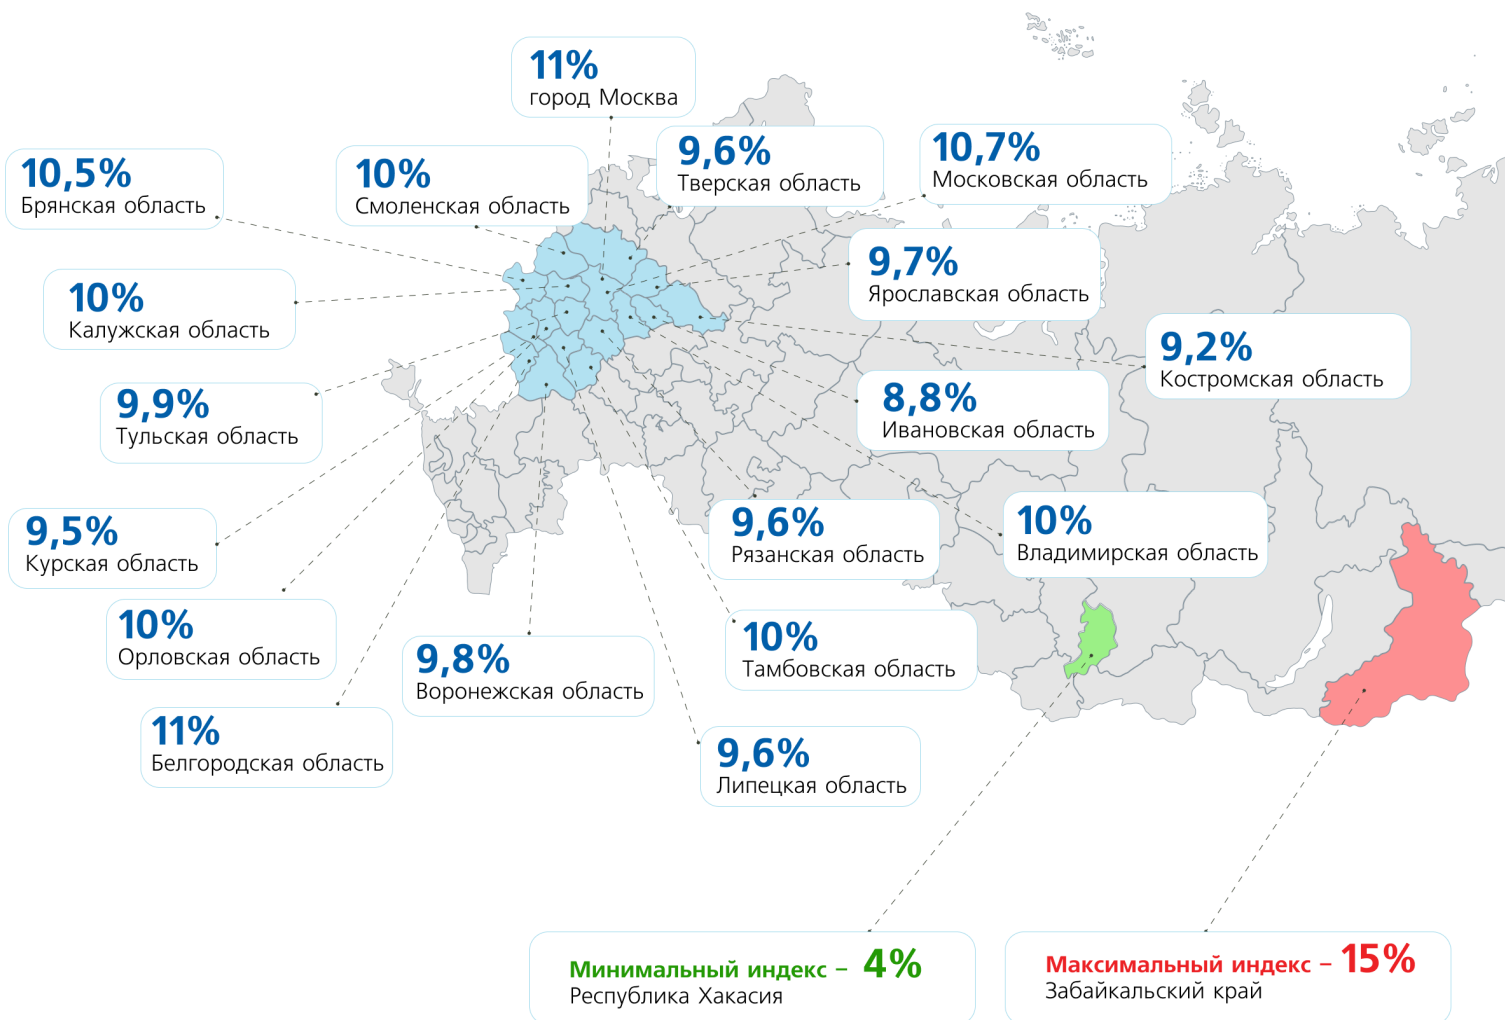 11%
город Москва
9,6%
Тверская область
10,7%
Московская область
10,5%
Брянская область
10%
Смоленская область
9,7%
Ярославская область
10%
Калужская область
9,2%
Костромская область
9,9%
Тульская область
8,8%
Ивановская область
9,5%
Курская область
9,6%
Рязанская область
10%
Владимирская область
10%
Орловская область
9,8%
Воронежская область
10%
Тамбовская область
11%
Белгородская область
9,6%
Липецкая область
Минимальный индекс – 4%
Республика Хакасия
Максимальный индекс – 15%
Забайкальский край